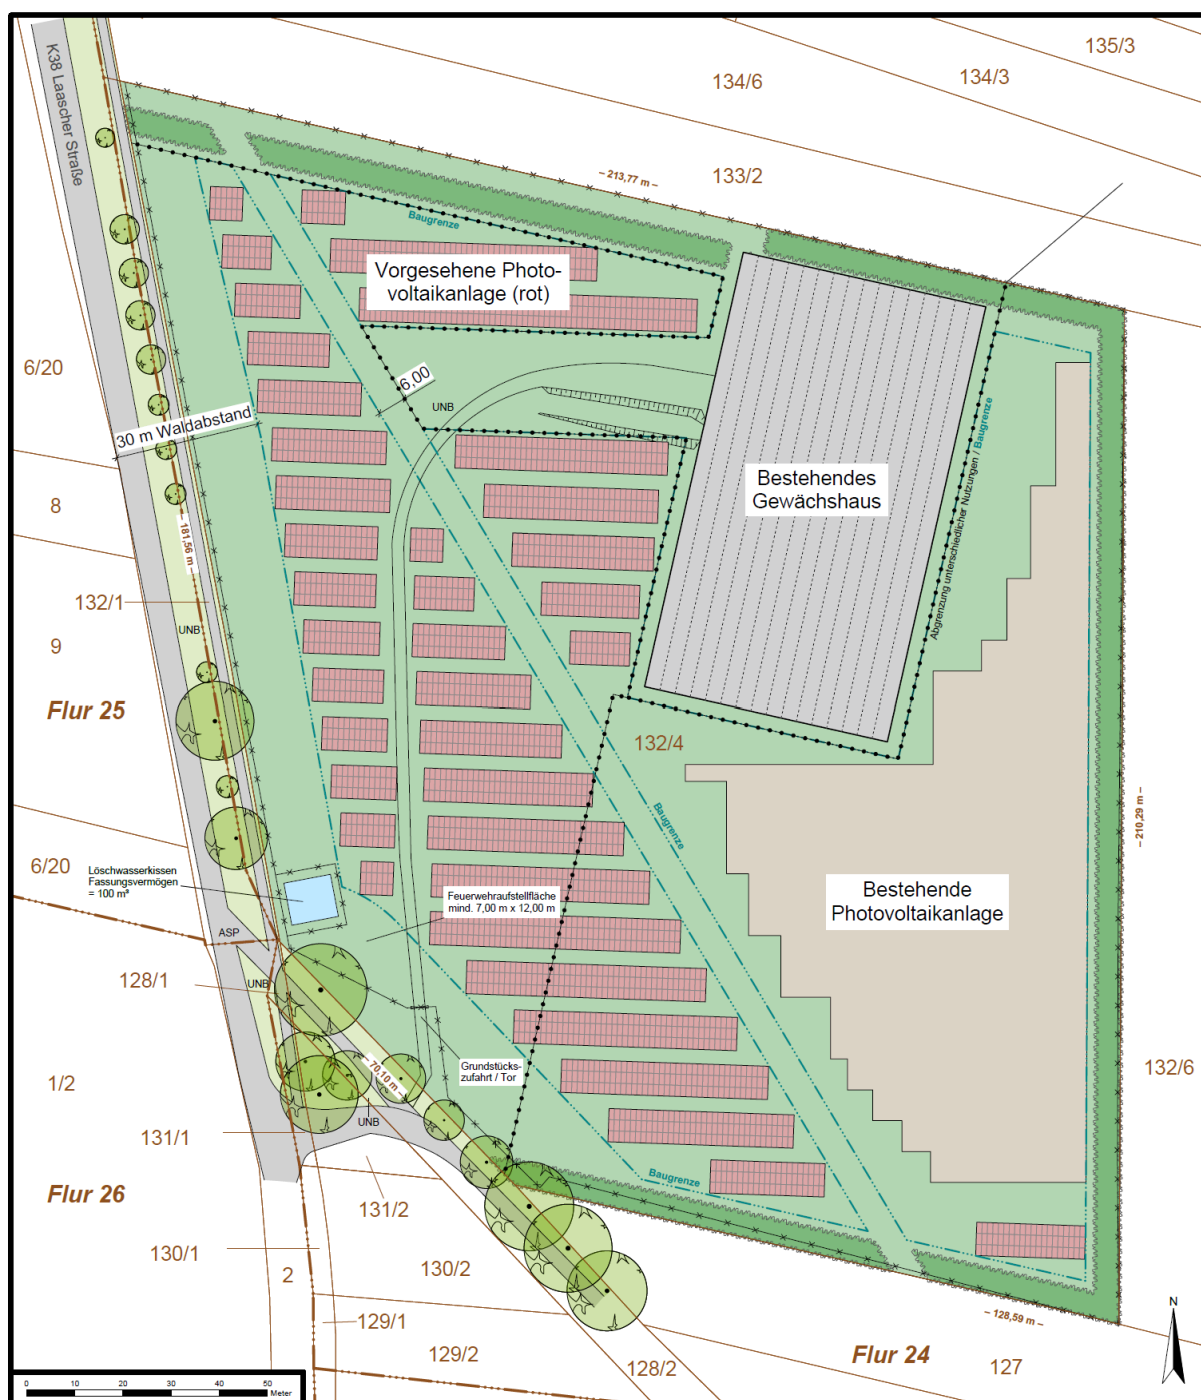 K38 Laascher Straße
135/3
134/3
134/6
133/2
– 213,77 m –
Baugrenze
Vorgesehene Photo-
voltaikanlage (rot)
6/20
6,00
UNB
30 m Waldabstand
8
– 181,56 m –
Bestehendes
Gewächshaus
Abgrenzung unterschiedlicher Nutzungen / Baugrenze
132/1
UNB
9
Flur 25
132/4
Baugrenze
– 210,29 m –
6/20
Löschwasserkissen
Fassungsvermögen
= 100 m³
Feuerwehraufstellfläche
mind. 7,00 m x 12,00 m
Bestehende
Photovoltaikanlage
ASP
128/1
UNB
1/2
– 70,10 m –
Grundstücks-
zufahrt / Tor
132/6
UNB
131/1
Flur 26
131/2
Baugrenze
130/1
2
130/2
129/1
129/2
128/2
– 128,59 m –
Flur 24
127
N
0 10 20 30 40 50
Meter